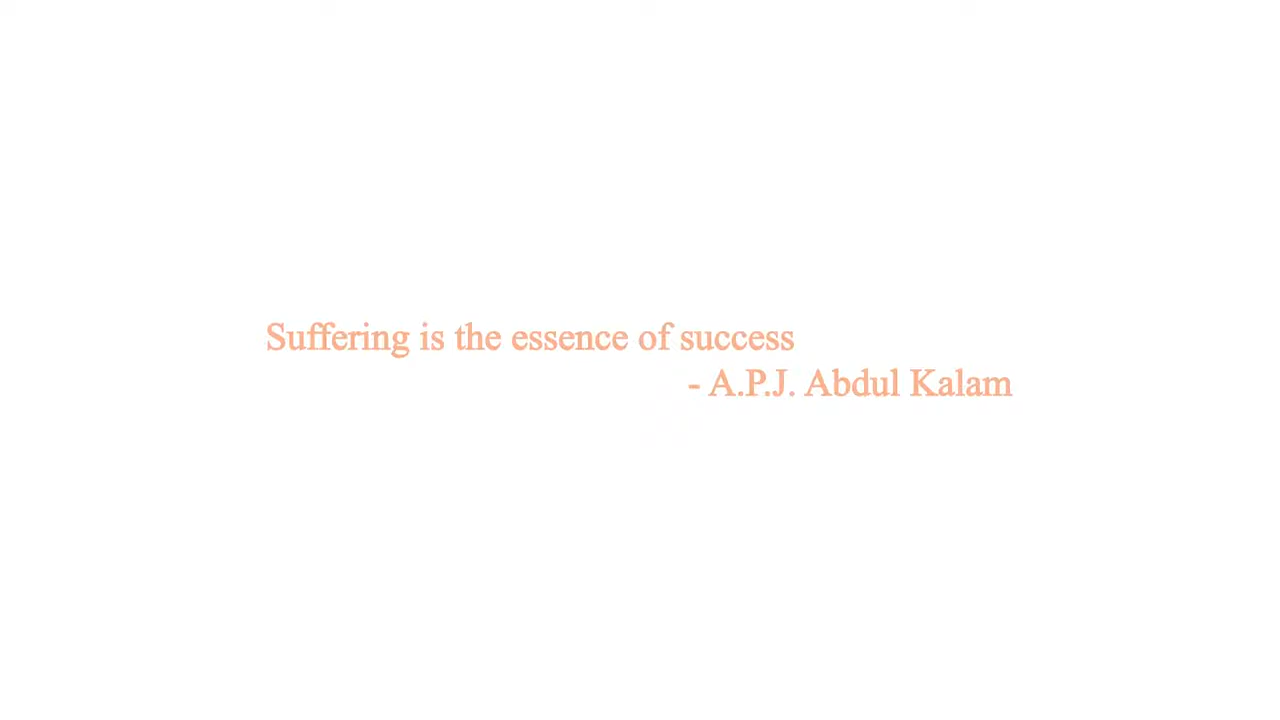 Suffering is the essence of success
- A.P.J. Abdul Kalam